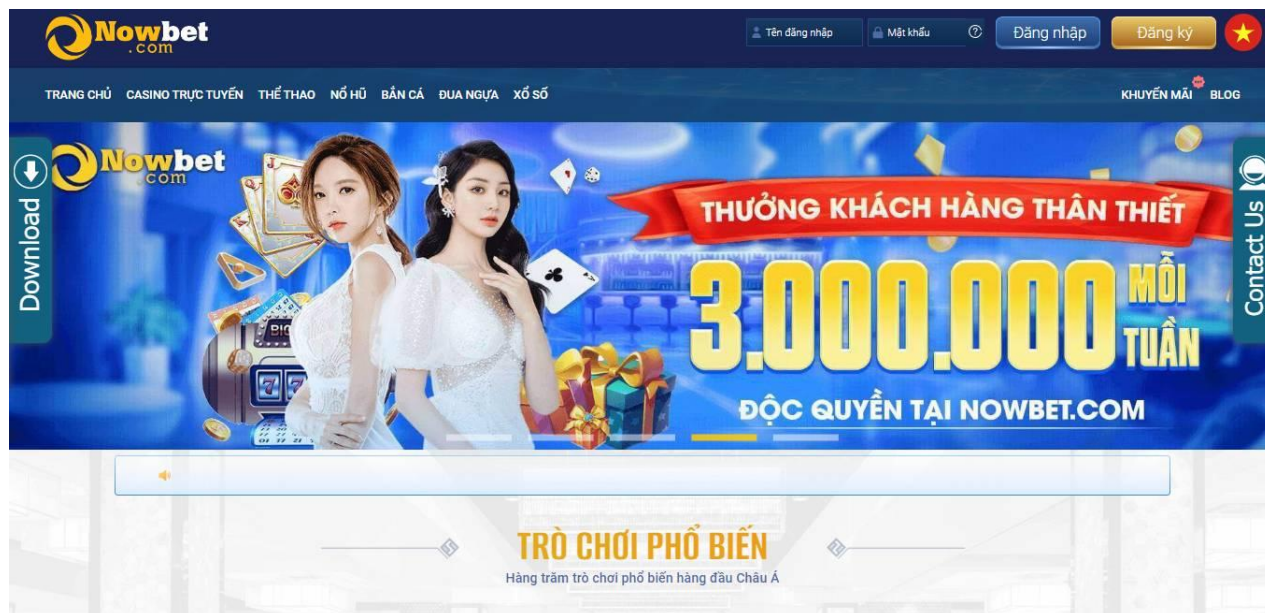 Nowbet
.com
Tên đăng nhập
Mật khẩu
Đăng nhập
Đăng ký
TRANG CHỦ CASINO TRỰC TUYẾN THỂ THAO NỔ HŨ BẮN CÁ ĐUA NGỰA XỔ SỐ
KHUYẾN MÃI BLOG
Download
Contact Us
Nowbet
.com
THƯỞNG KHÁCH HÀNG THÂN THIẾT
3.000.000 MỖI
TUẦN
ĐỘC QUYỀN TẠI NOWBET.COM
TRÒ CHƠI PHỔ BIẾN
Hàng trăm trò chơi phổ biến hàng đầu Châu Á